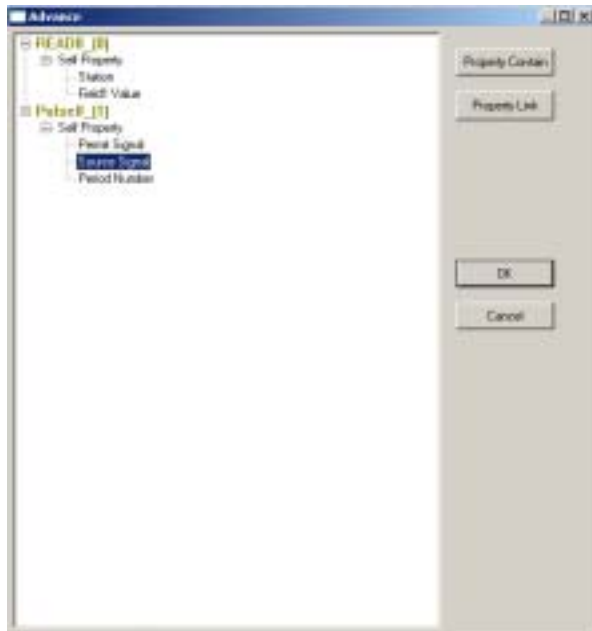 Advance
READ8_[0]
Self Property
Station
Field1 Value
Pulse8_[1]
Self Property
Permit Signal
Source Signal
Period Number
Property Contain
Property Link
OK
Cancel